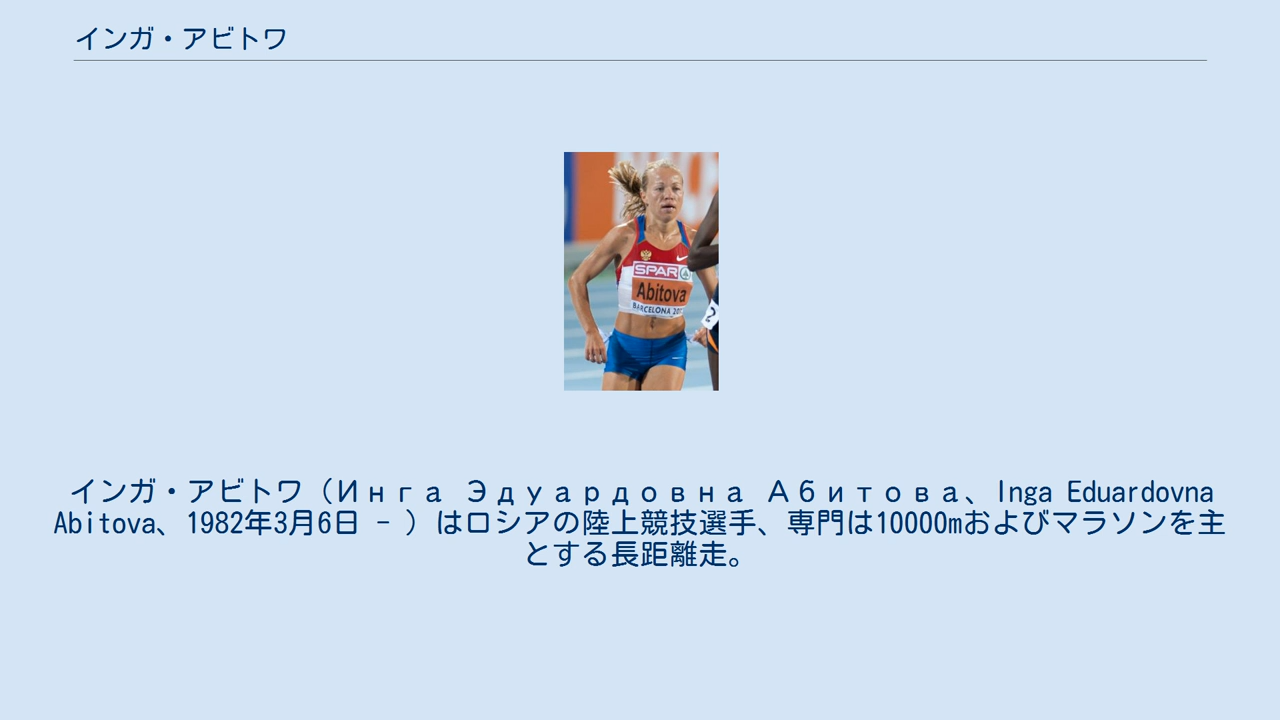 インガ・アビトワ
SPAR
Abitova
BARCELONA 20
2
インガ・アビトワ（Инга Эдуардовна Абитова、Inga Eduardovna
Abitova、1982年3月6日 - ）はロシアの陸上競技選手、専門は10000mおよびマラソンを主
とする長距離走。